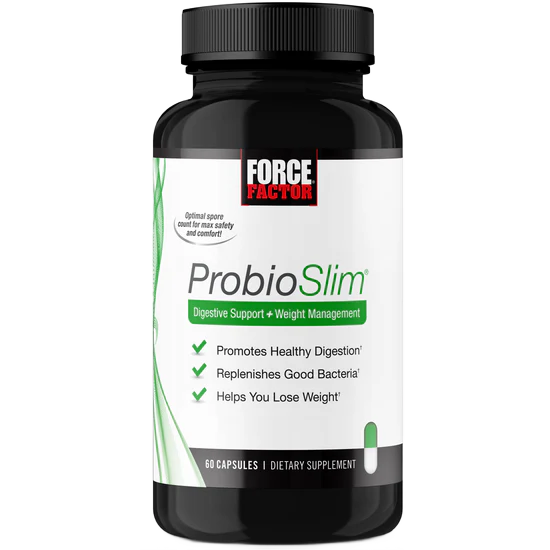 FORCE
FACTOR®
Optimal spore
count for max safety
and comfort!
ProbioSlim®
Digestive Support + Weight Management
Promotes Healthy Digestion†
Replenishes Good Bacteria†
Helps You Lose Weight†
60 CAPSULES | DIETARY SUPPLEMENT